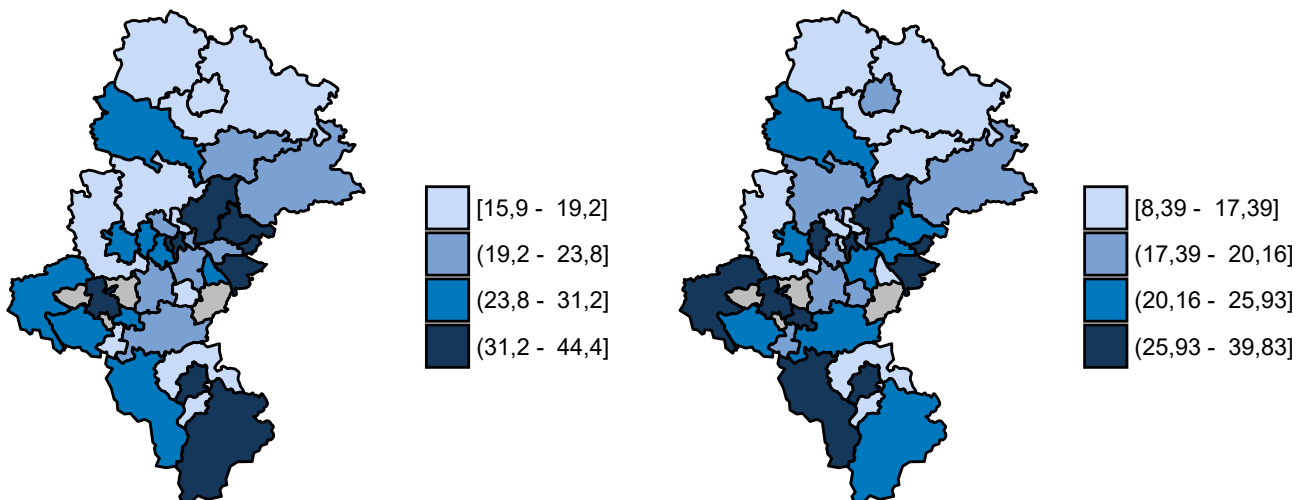 [15,9 - 19,2]
(19,2 - 23,8]
(23,8 - 31,2]
(31,2 - 44,4]
[8,39 - 17,39]
(17,39 - 20,16]
(20,16 - 25,93]
(25,93 - 39,83]